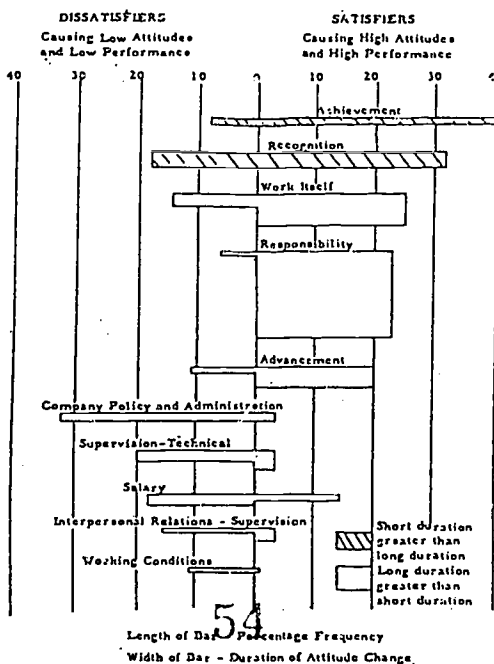 DISSATISFIERS
Causing Low Attitudes
and Low Performance
SATISFIERS
Causing High Attitudes
and High Performance
40 30 20 10 0 10 20 30
Achievement
Recognition
Work Itself
Responsibility
Advancement
Company Policy and Administration
Supervision-Technical
Salary
Interpersonal Relations - Supervision
Working Conditions
Short duration
greater than
long duration
Long duration
greater than
short duration
54
Length of Bar - Percentage Frequency
Width of Bar - Duration of Attitude Change